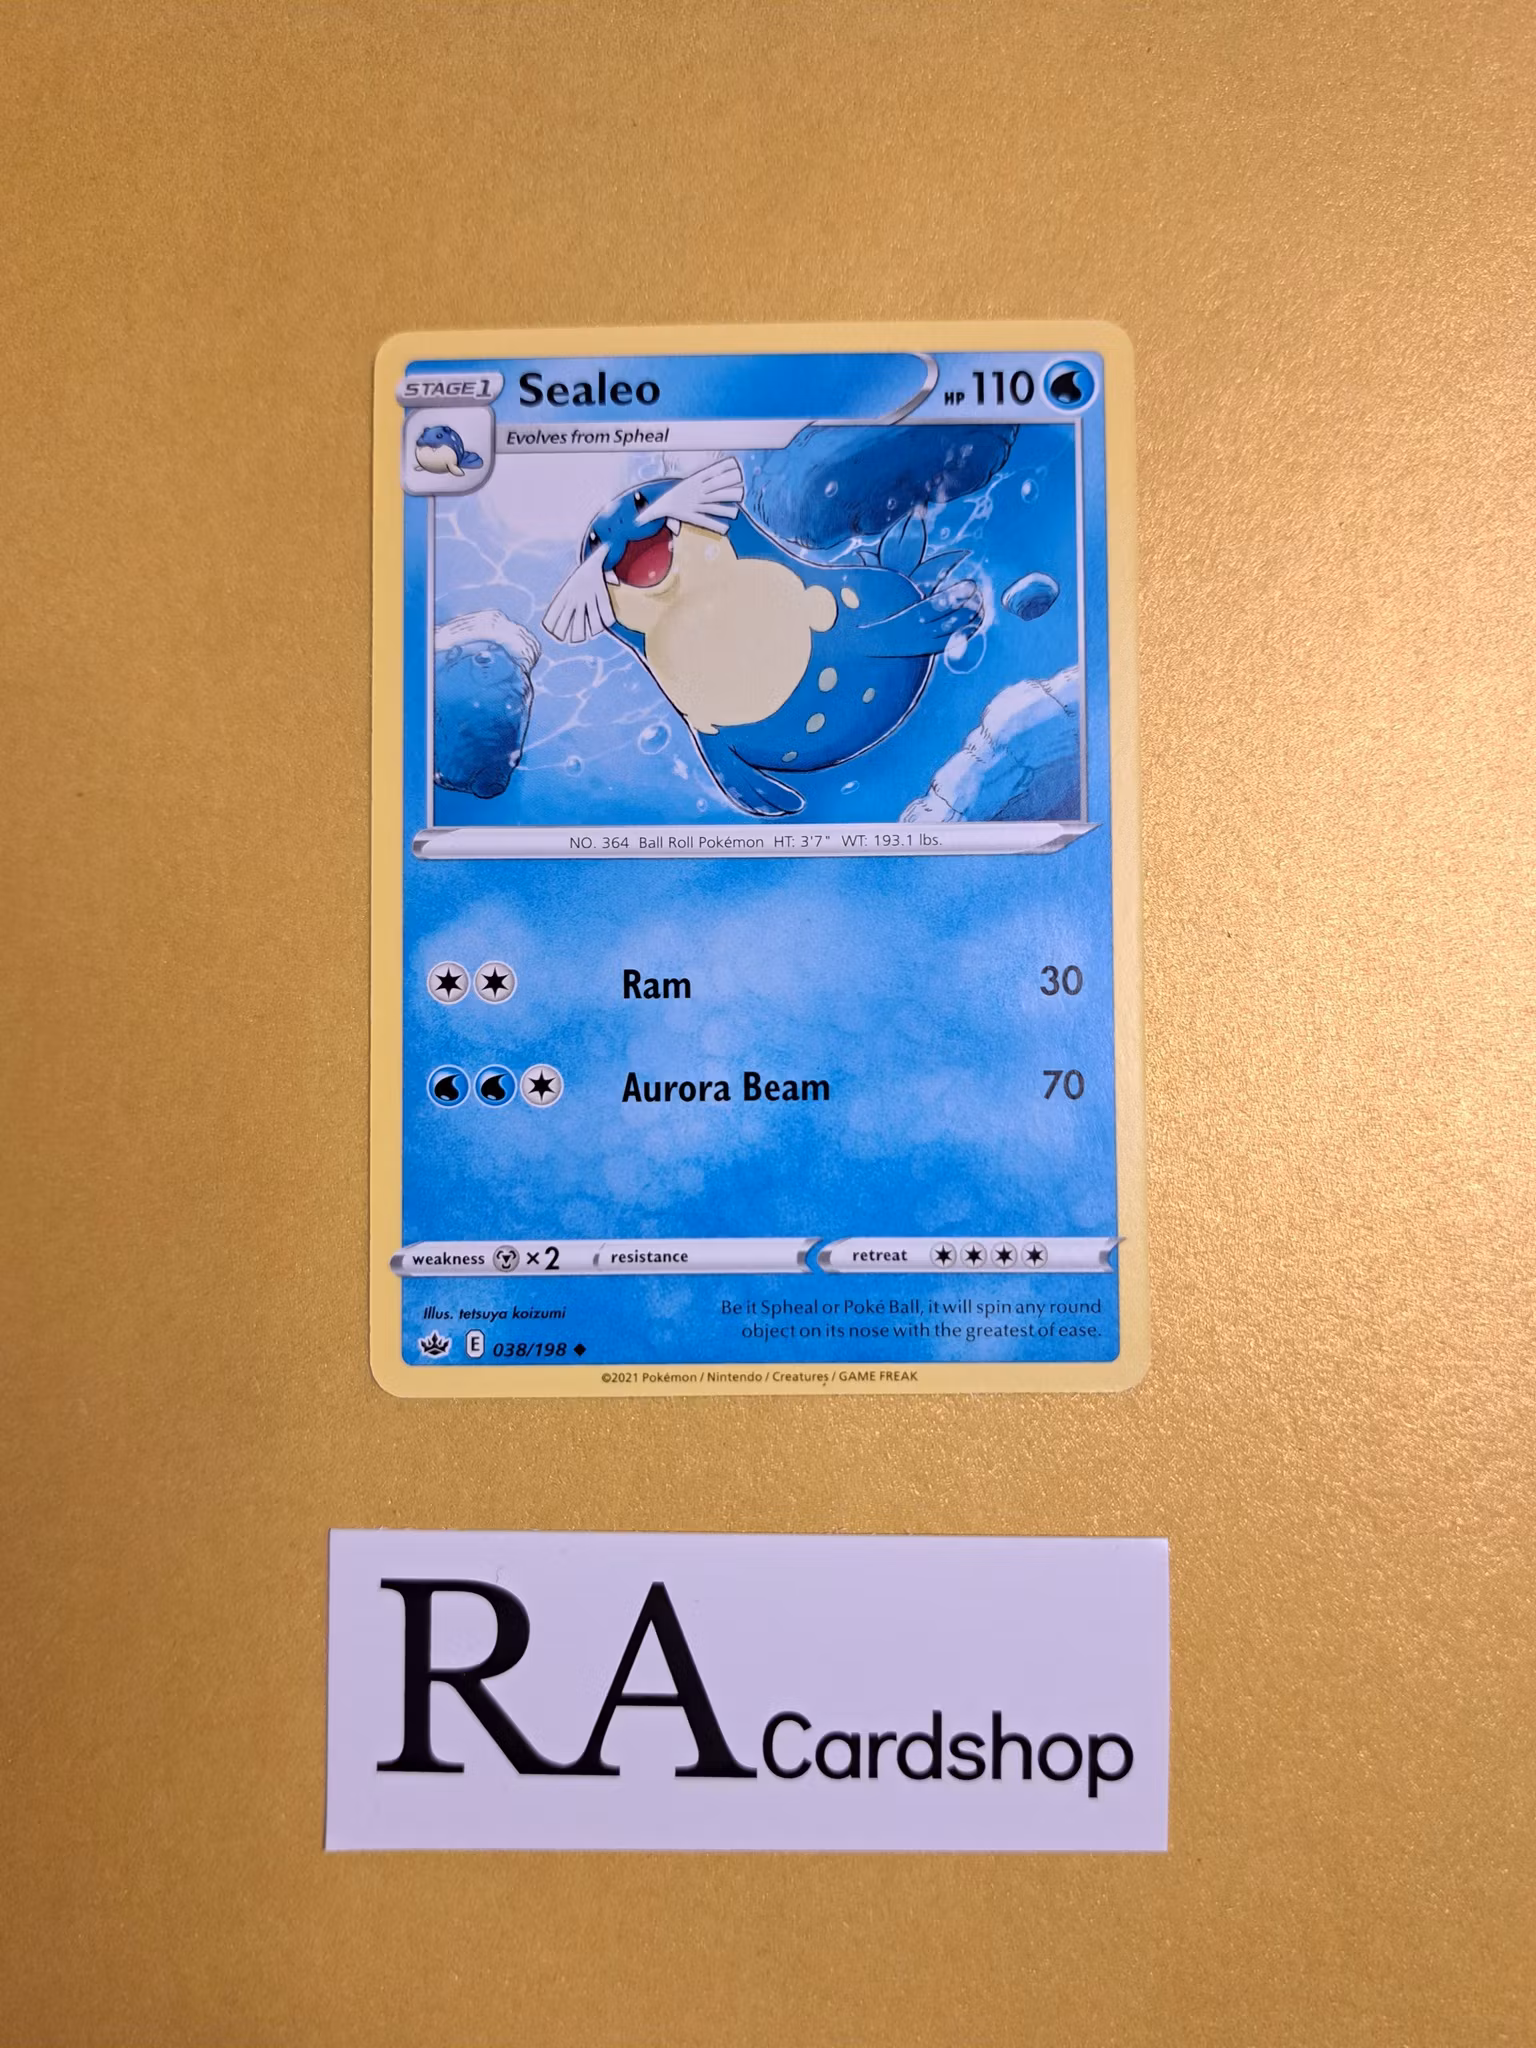 STAGE 1 Sealeo HP 110
Evolves from Spheal
NO. 364 Ball Roll Pokémon HT: 3'7" WT: 193.1 lbs.
Ram 30
Aurora Beam 70
weakness ×2 resistance retreat
Illus. tetsuya koizumi
Be it Spheal or Poké Ball, it will spin any round
object on its nose with the greatest of ease.
E 038/198
©2021 Pokémon / Nintendo / Creatures / GAME FREAK
RA Cardshop